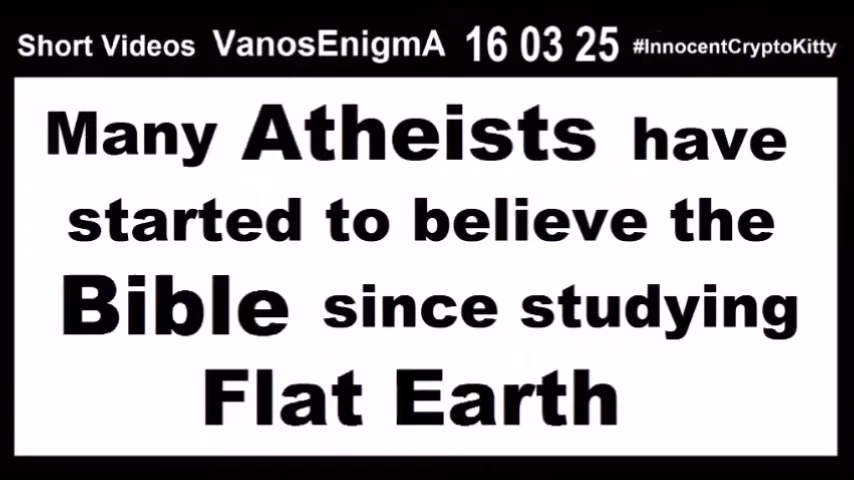 Short Videos VanosEnigmA 16 03 25 #InnocentCryptoKitty
Many Atheists have
started to believe the
Bible since studying
Flat Earth